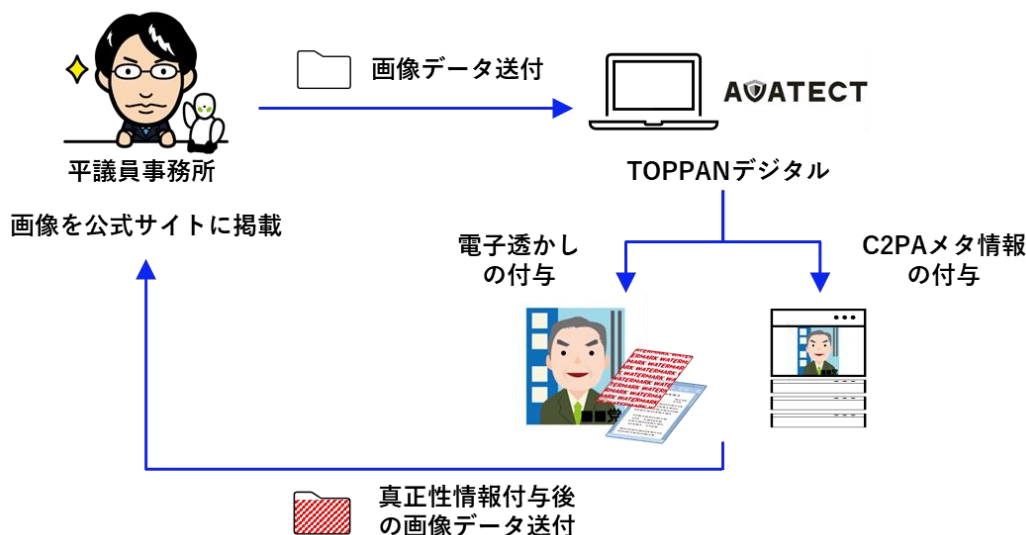 画像データ送付
AVATECT
平議員事務所
TOPPANデジタル
画像を公式サイトに掲載
電子透かし
の付与
C2PAメタ情報
の付与
WATERMARK WATERMARK
■■党
真正性情報付与後
の画像データ送付